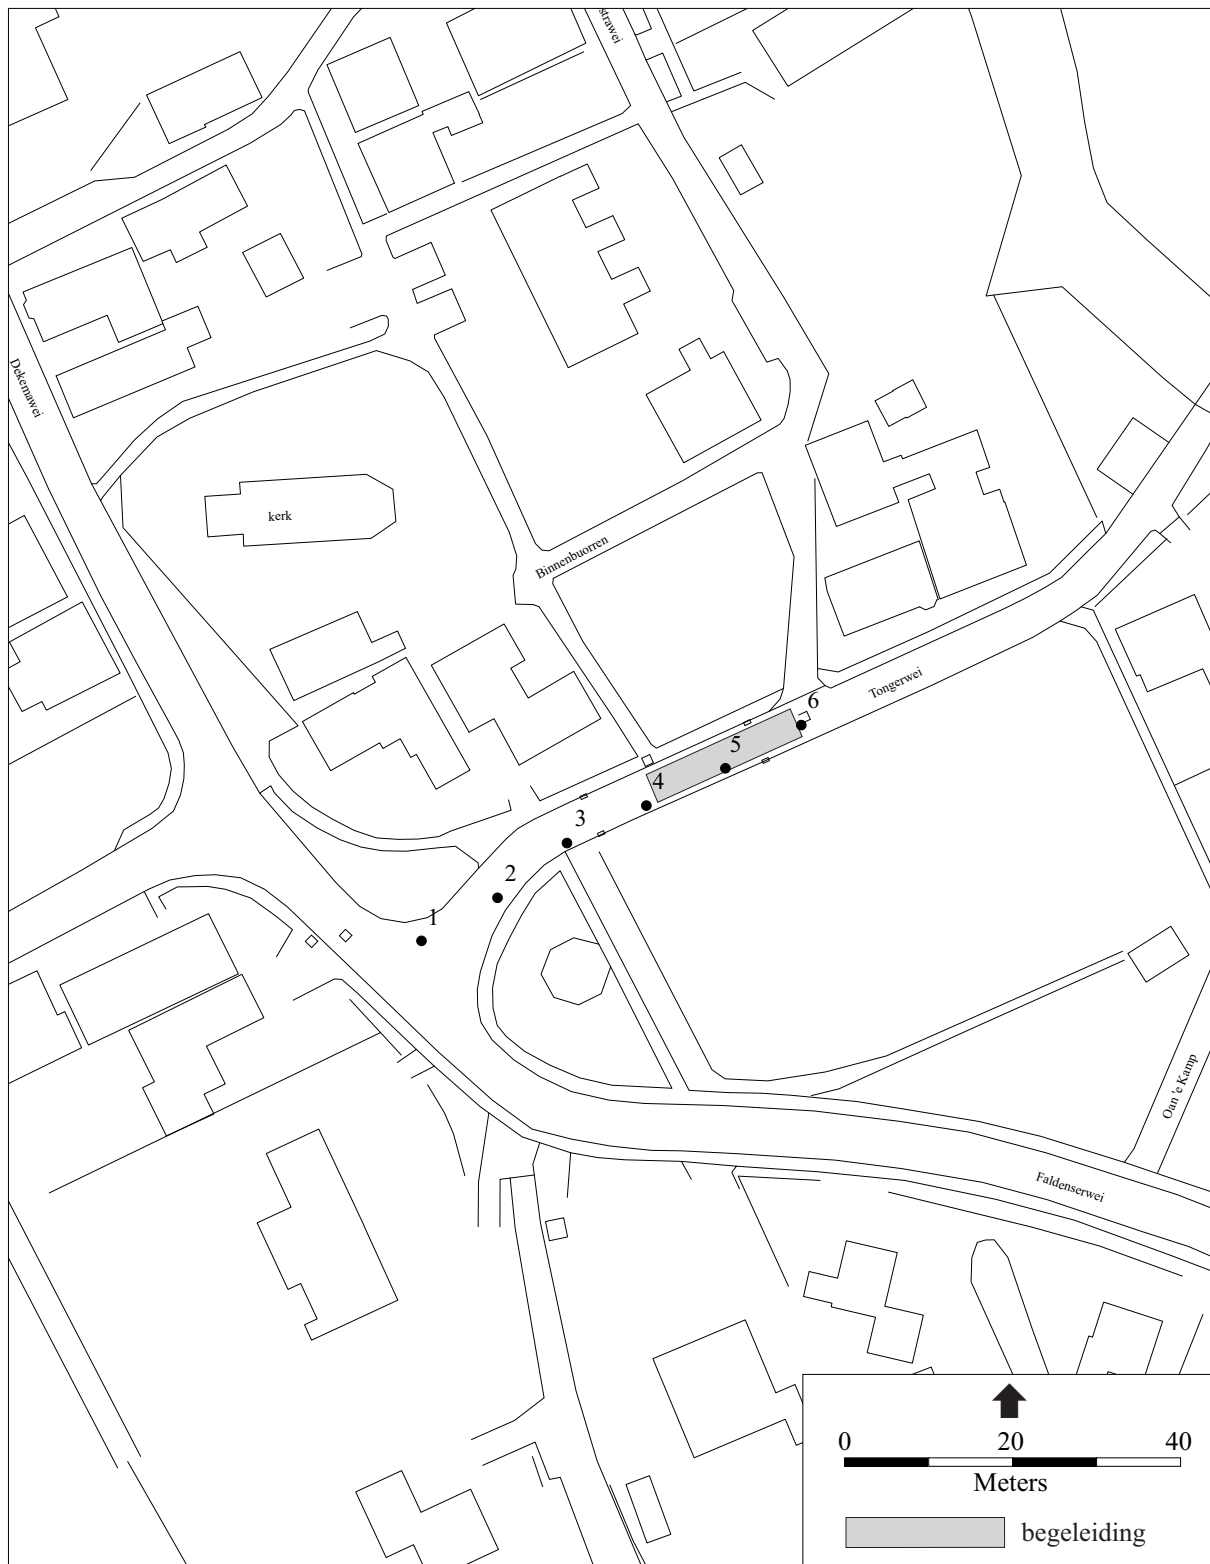 strawei
Dekemawei
kerk
Binnenbuorren
Tongerwei
6
5
4
3
2
1
Oan 'e Kamp
Faldenserwei
0 20 40
Meters
begeleiding